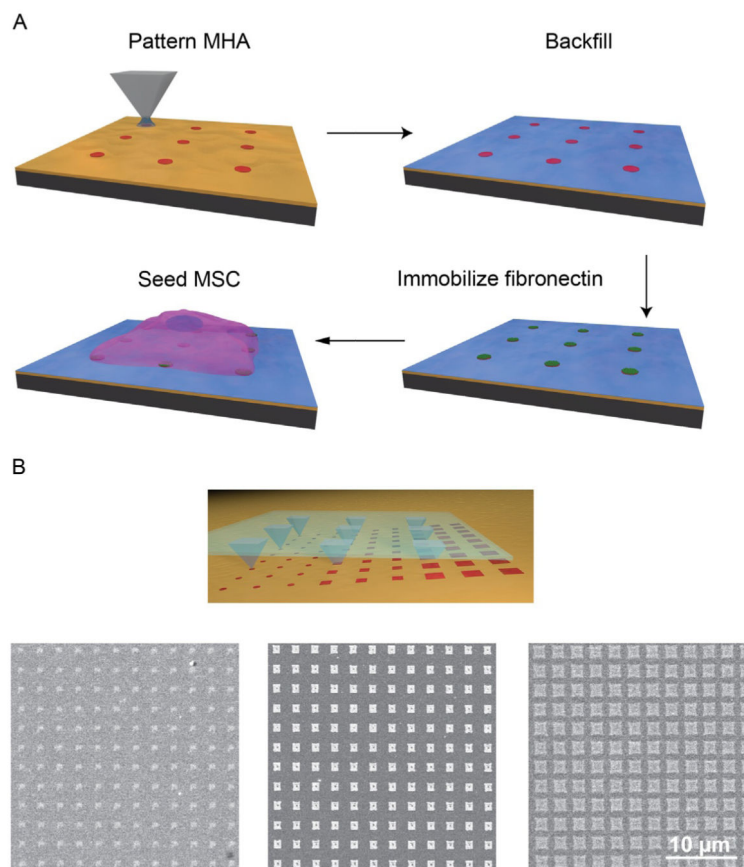 A
Pattern MHA
Backfill
Seed MSC
Immobilize fibronectin
B
10 µm